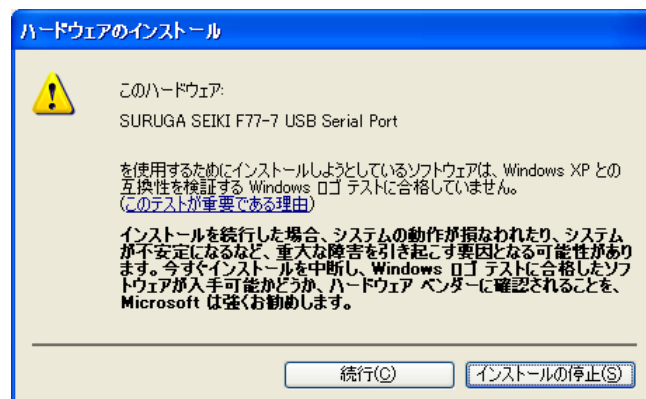 ハードウェアのインストール
このハードウェア:
SURUGA SEIKI F77-7 USB Serial Port
を使用するためにインストールしようとしているソフトウェアは、Windows XP との
互換性を検証する Windows ロゴ テストに合格していません。
(このテストが重要である理由)
インストールを続行した場合、システムの動作が損なわれたり、システム
が不安定になるなど、重大な障害を引き起こす要因となる可能性があり
ます。今すぐインストールを中断し、Windows ロゴ テストに合格したソフ
トウェアが入手可能かどうか、ハードウェア ベンダーに確認されることを、
Microsoft は強くお勧めします。
続行(C) インストールの停止(S)